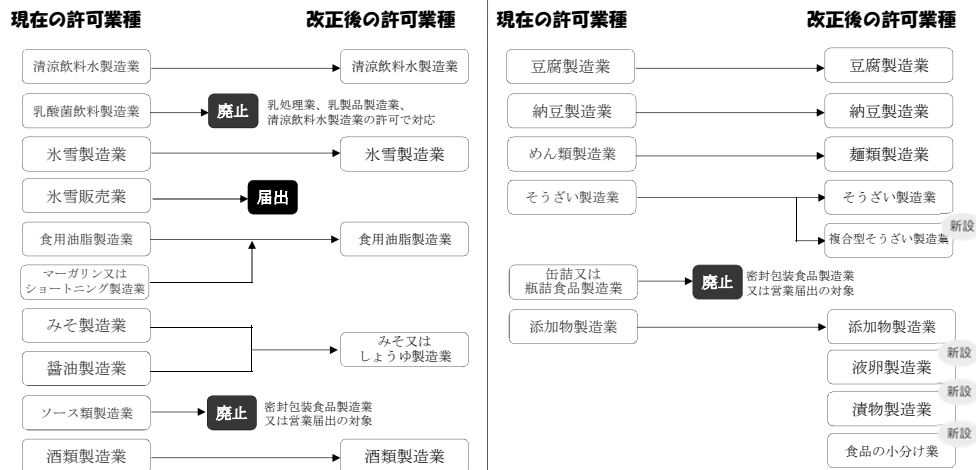 現在の許可業種
改正後の許可業種
清涼飲料水製造業
清涼飲料水製造業
乳酸菌飲料製造業
廃止
乳処理業、乳製品製造業、
清涼飲料水製造業の許可で対応
氷雪製造業
氷雪製造業
氷雪販売業
届出
食用油脂製造業
食用油脂製造業
マーガリン又は
ショートニング製造業
みそ製造業
醤油製造業
みそ又は
しょうゆ製造業
ソース類製造業
廃止
密封包装食品製造業
又は営業届出の対象
酒類製造業
酒類製造業
現在の許可業種
改正後の許可業種
豆腐製造業
豆腐製造業
納豆製造業
納豆製造業
めん類製造業
麺類製造業
そうざい製造業
そうざい製造業
新設
複合型そうざい製造業
缶詰又は
瓶詰食品製造業
廃止
密封包装食品製造業
又は営業届出の対象
添加物製造業
添加物製造業
新設
液卵製造業
新設
漬物製造業
新設
食品の小分け業